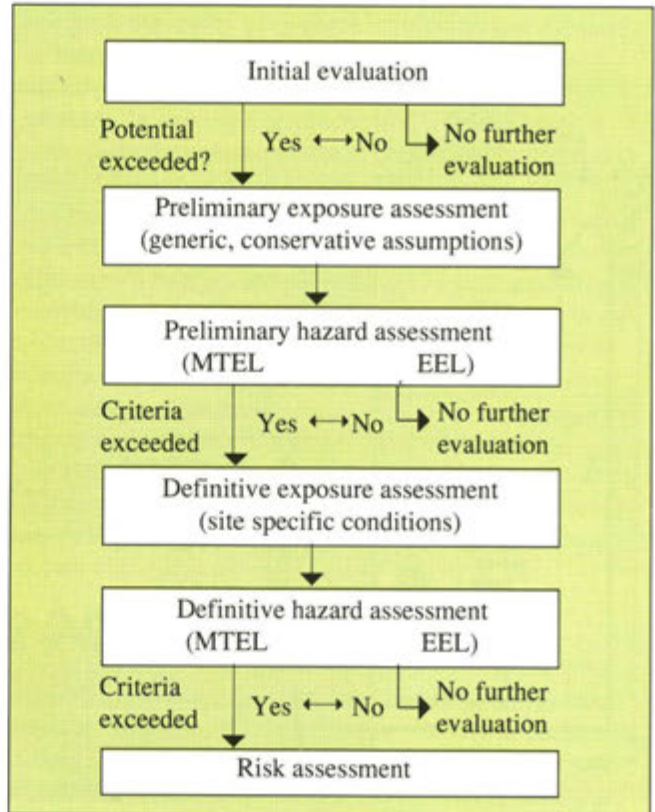 Initial evaluation
Potential
exceeded?
Yes ↔ No
No further
evaluation
Preliminary exposure assessment
(generic, conservative assumptions)
Preliminary hazard assessment
(MTEL EEL)
Criteria
exceeded
Yes ↔ No
No further
evaluation
Definitive exposure assessment
(site specific conditions)
Definitive hazard assessment
(MTEL EEL)
Criteria
exceeded
Yes ↔ No
No further
evaluation
Risk assessment